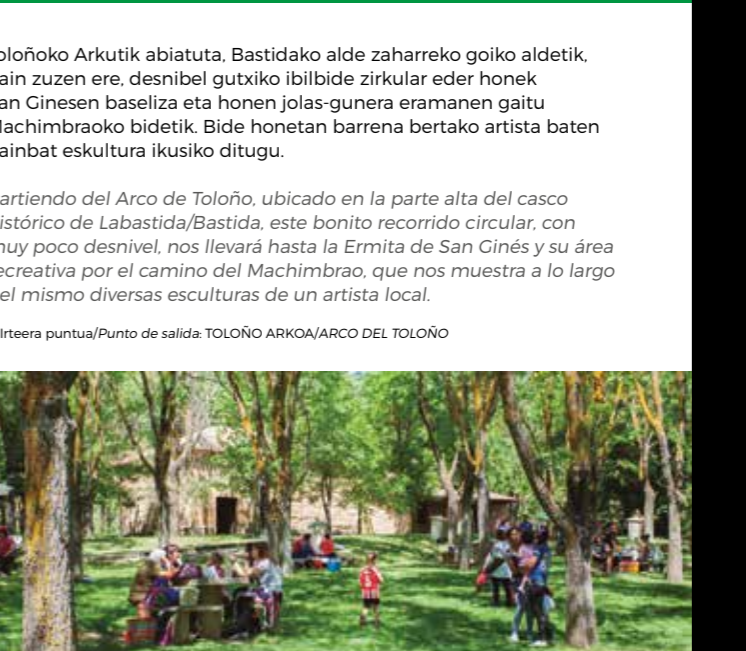 oloñoko Arkutik abiatuta, Bastidako alde zaharreko goiko aldetik,
ain zuzen ere, desnibel gutxiko ibilbide zirkular eder honek
an Ginesen baseliza eta honen jolas-gunera eramanen gaitu
achimbraoko bidetik. Bide honetan barrena bertako artista baten
ainbat eskultura ikusiko ditugu.
artiendo del Arco de Toloño, ubicado en la parte alta del casco
istórico de Labastida/Bastida, este bonito recorrido circular, con
uy poco desnivel, nos llevará hasta la Ermita de San Ginés y su área
ecreativa por el camino del Machimbrao, que nos muestra a lo largo
el mismo diversas esculturas de un artista local.
Irteera puntua/Punto de salida: TOLOÑO ARKOA/ARCO DEL TOLOÑO